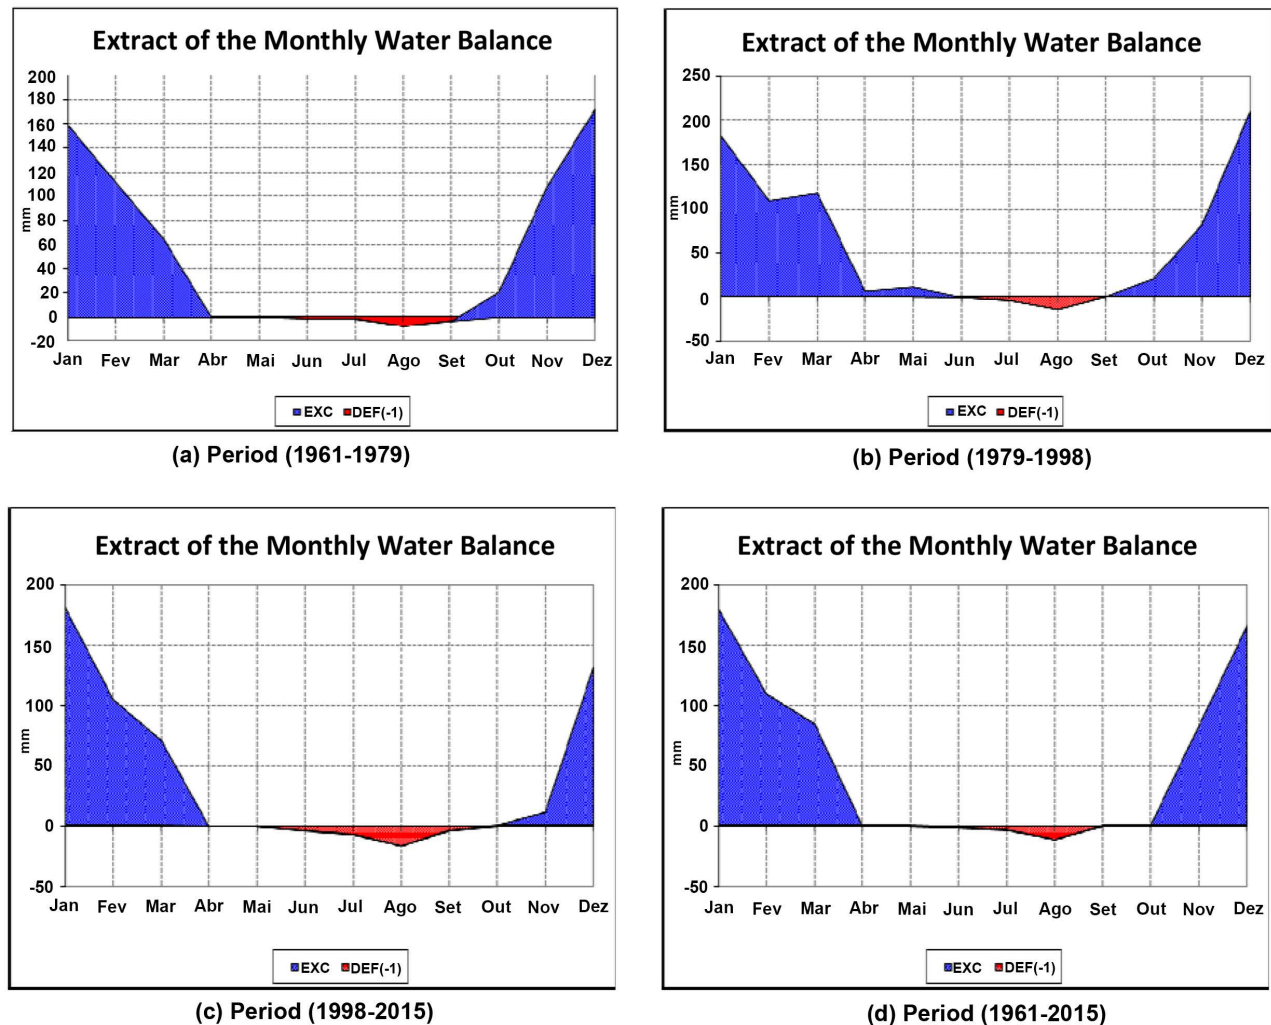 Extract of the Monthly Water Balance
200
180
160
140
120
100
80
60
40
20
0
-20
mm
Jan Fev Mar Abr Mai Jun Jul Ago Set Out Nov Dez
EXC DEF(-1)
(a) Period (1961-1979)
Extract of the Monthly Water Balance
250
200
150
100
50
0
-50
mm
Jan Fev Mar Abr Mai Jun Jul Ago Set Out Nov Dez
EXC DEF(-1)
(b) Period (1979-1998)
Extract of the Monthly Water Balance
200
150
100
50
0
-50
mm
Jan Fev Mar Abr Mai Jun Jul Ago Set Out Nov Dez
EXC DEF(-1)
(c) Period (1998-2015)
Extract of the Monthly Water Balance
200
150
100
50
0
-50
mm
Jan Fev Mar Abr Mai Jun Jul Ago Set Out Nov Dez
EXC DEF(-1)
(d) Period (1961-2015)